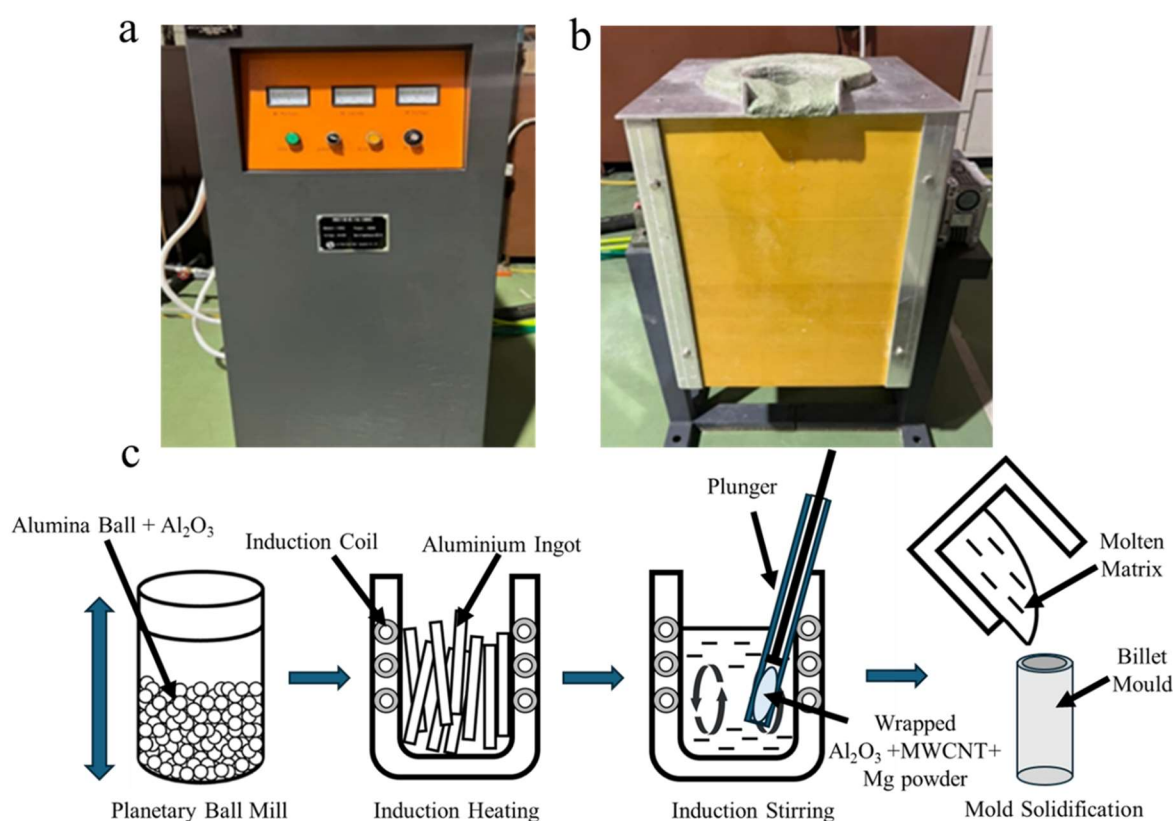 a
b
c
Alumina Ball + Al₂O₃
Induction Coil
Aluminium Ingot
Plunger
Molten
Matrix
Billet
Mould
Wrapped
Al₂O₃ +MWCNT+
Mg powder
Planetary Ball Mill
Induction Heating
Induction Stirring
Mold Solidification